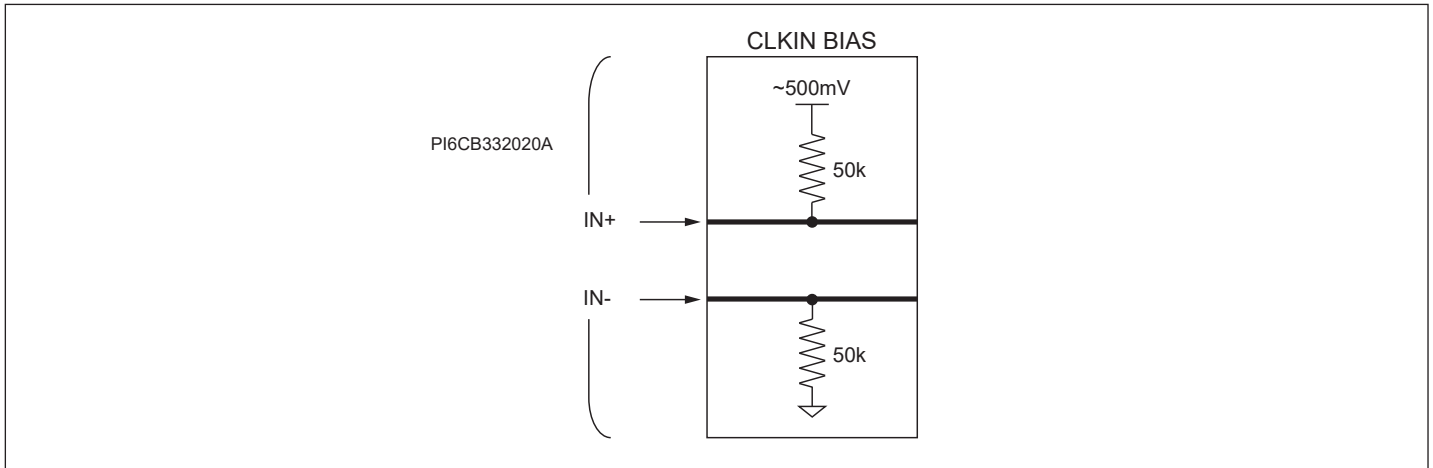 CLKIN BIAS
~500mV
PI6CB332020A
50k
IN+
IN-
50k